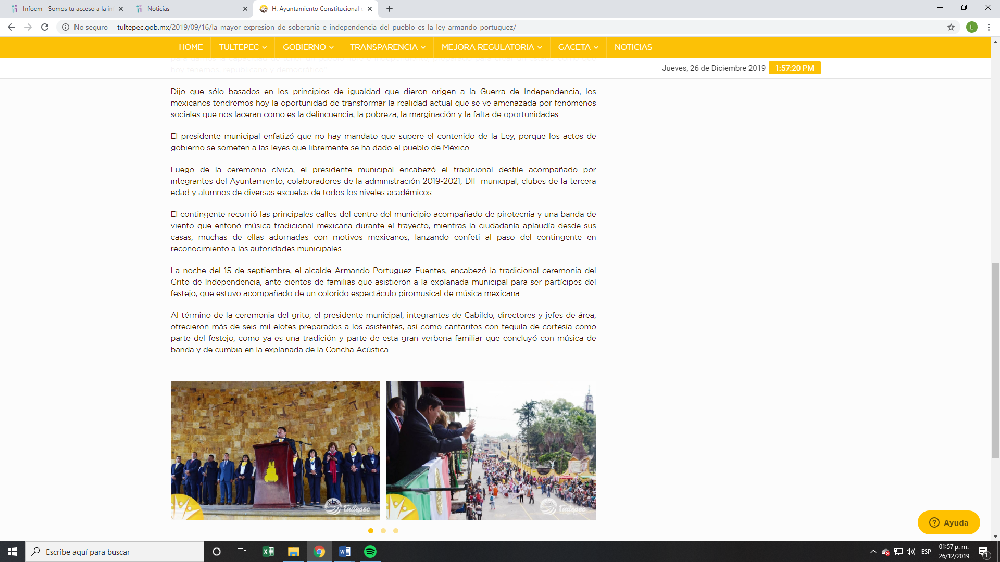 Infoem - Somos tu acceso a la in
Noticias
H. Ayuntamiento Constitucional
No seguro
tultepec.gob.mx/2019/09/16/la-mayor-expresion-de-soberania-e-independencia-del-pueblo-es-la-ley-armando-portuguez/
L
HOME TULTEPEC GOBIERNO TRANSPARENCIA MEJORA REGULATORIA GACETA NOTICIAS
hoy tenemos, republicano y democrático"
Jueves, 26 de Diciembre 2019 1:57:20 PM
Dijo que sólo basados en los principios de igualdad que dieron origen a la Guerra de Independencia, los
mexicanos tendremos hoy la oportunidad de transformar la realidad actual que se ve amenazada por fenómenos
sociales que nos laceran como es la delincuencia, la pobreza, la marginación y la falta de oportunidades.
El presidente municipal enfatizó que no hay mandato que supere el contenido de la Ley, porque los actos de
gobierno se someten a las leyes que libremente se ha dado el pueblo de México.
Luego de la ceremonia cívica, el presidente municipal encabezó el tradicional desfile acompañado por
integrantes del Ayuntamiento, colaboradores de la administración 2019-2021, DIF municipal, clubes de la tercera
edad y alumnos de diversas escuelas de todos los niveles académicos.
El contingente recorrió las principales calles del centro del municipio acompañado de pirotecnia y una banda de
viento que entonó música tradicional mexicana durante el trayecto, mientras la ciudadanía aplaudía desde sus
casas, muchas de ellas adornadas con motivos mexicanos, lanzando confeti al paso del contingente en
reconocimiento a las autoridades municipales.
La noche del 15 de septiembre, el alcalde Armando Portuguez Fuentes, encabezó la tradicional ceremonia del
Grito de Independencia, ante cientos de familias que asistieron a la explanada municipal para ser partícipes del
festejo, que estuvo acompañado de un colorido espectáculo piromusical de música mexicana.
Al término de la ceremonia del grito, el presidente municipal, integrantes de Cabildo, directores y jefes de área,
ofrecieron más de seis mil elotes preparados a los asistentes, así como cantaritos con tequila de cortesía como
parte del festejo, como ya es una tradición y parte de esta gran verbena familiar que concluyó con música de
banda y de cumbia en la explanada de la Concha Acústica.
Tultepec
Tultepec
Ayuda
Escribe aquí para buscar
ESP
01:57 p. m.
26/12/2019
1